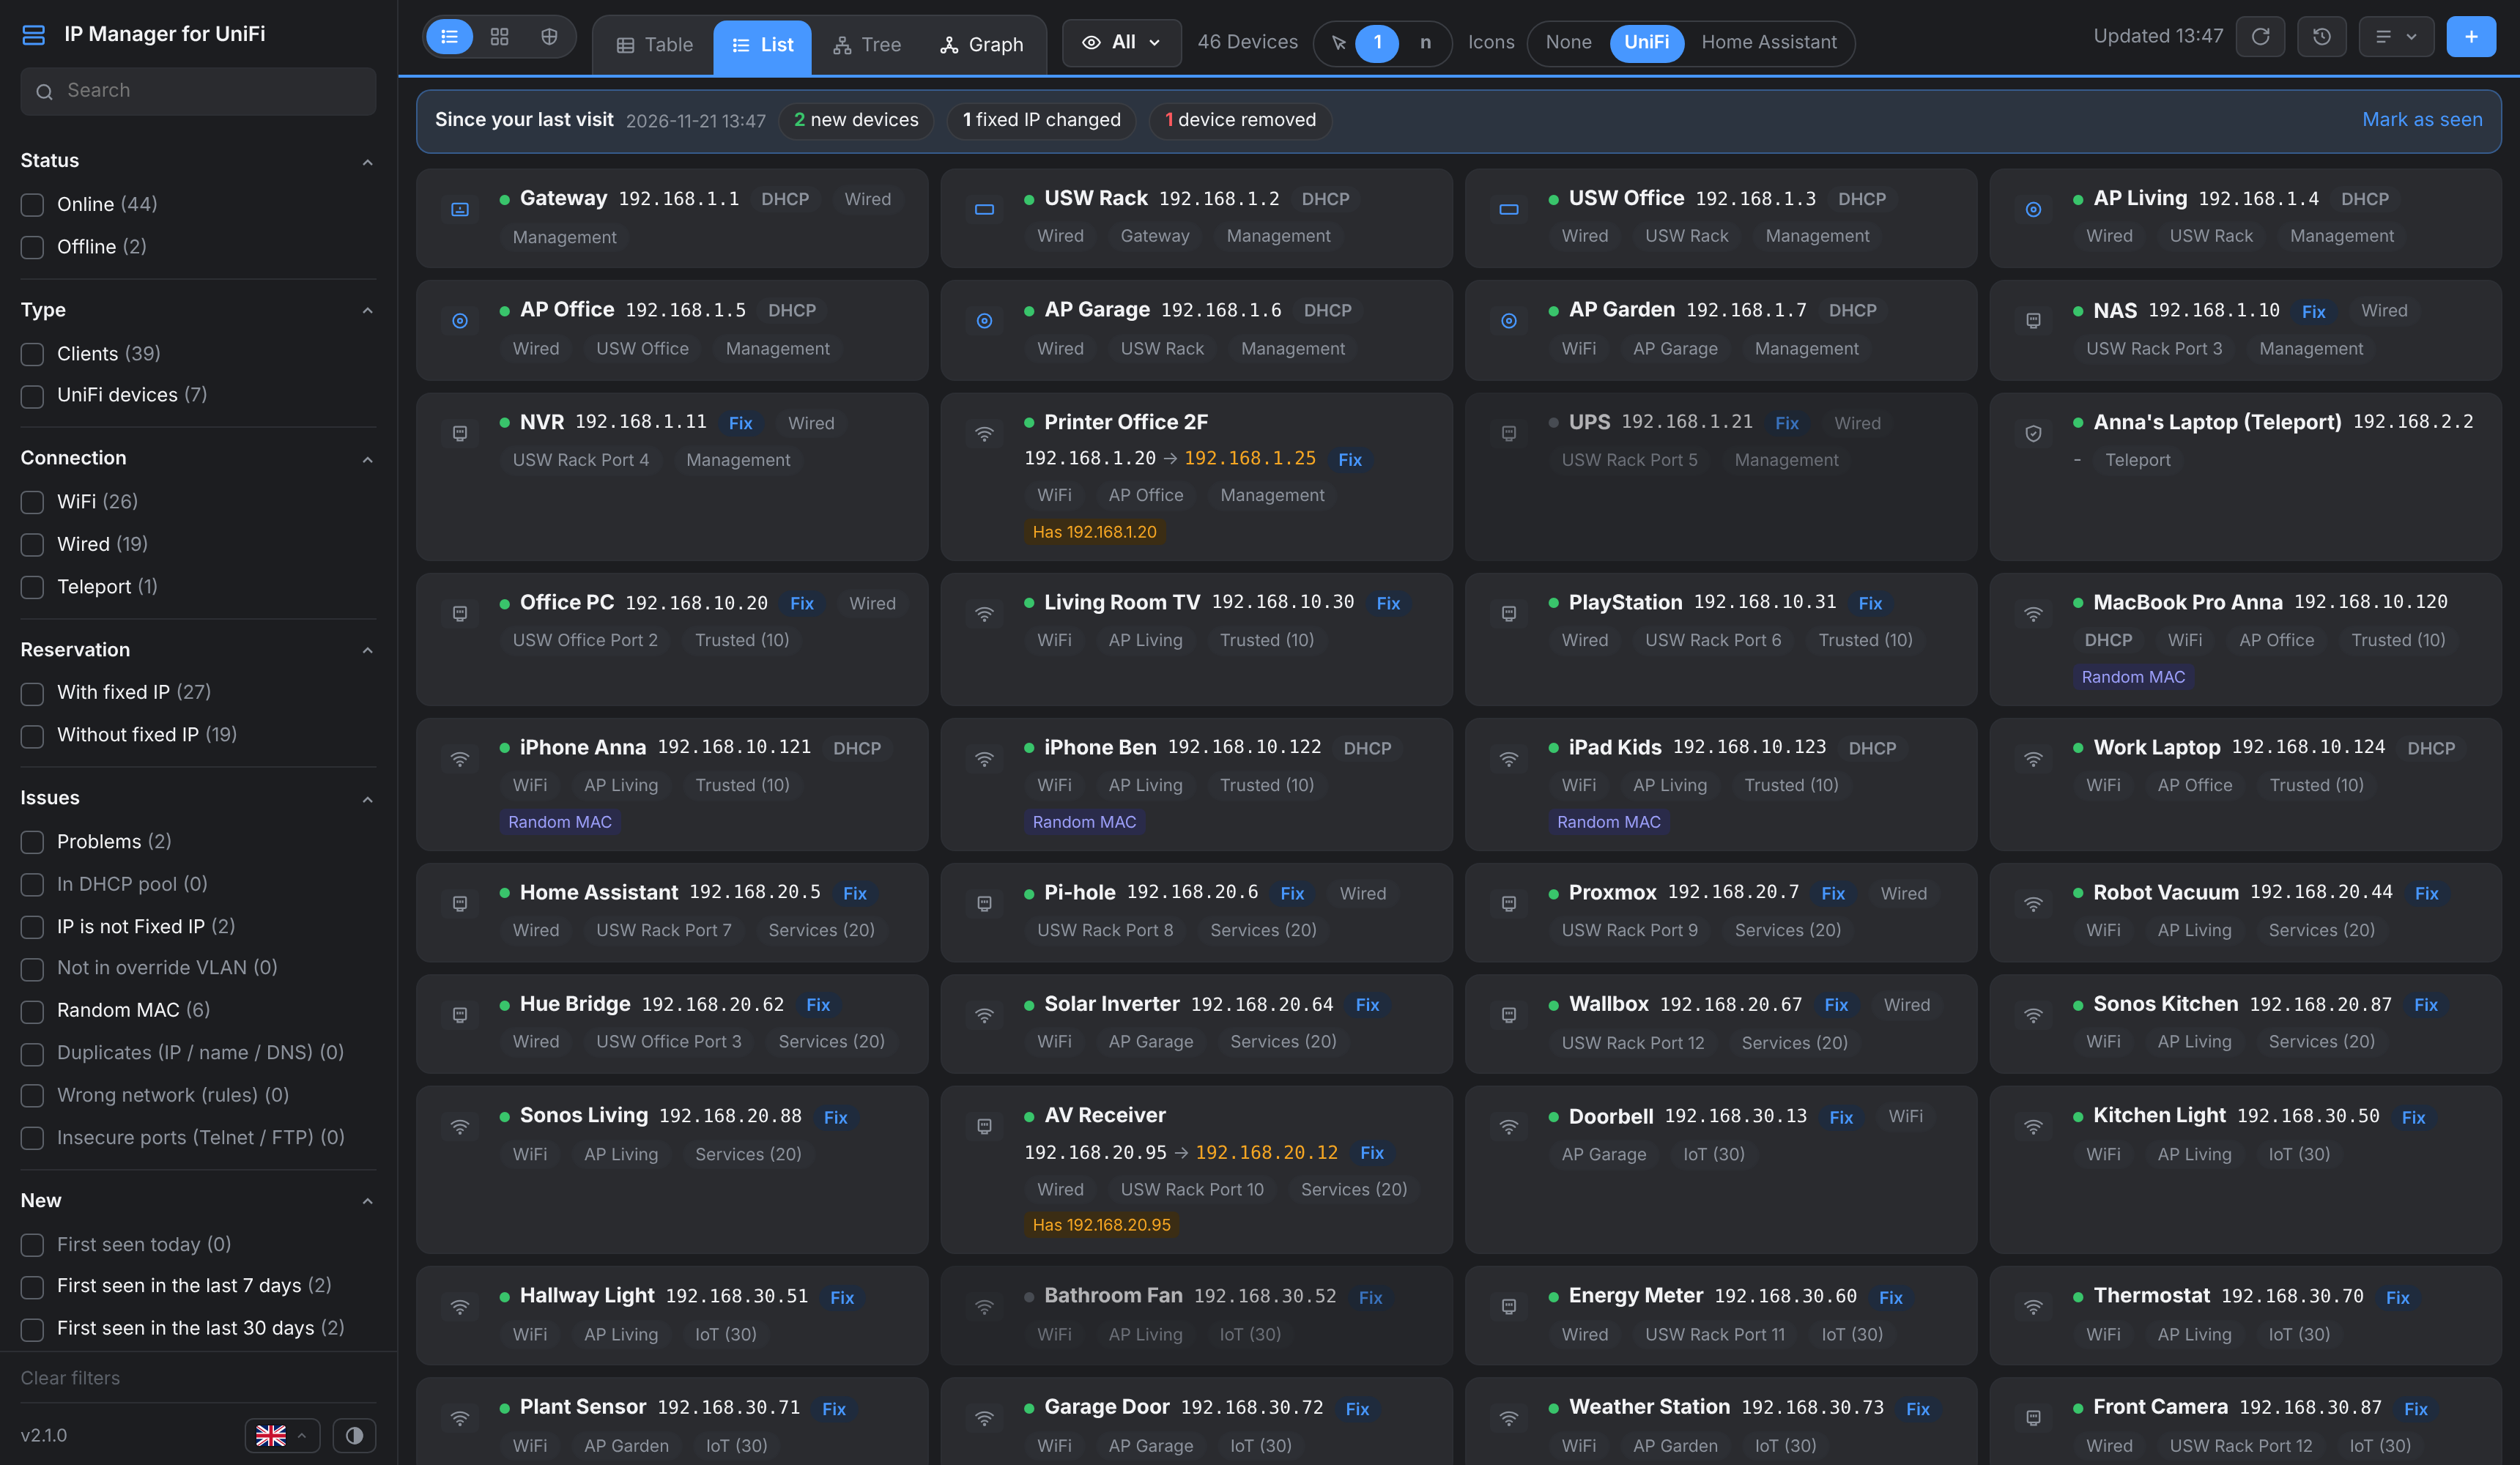 IP Manager for UniFi
Search
Status
Online (44)
Offline (2)
Type
Clients (39)
UniFi devices (7)
Connection
WiFi (26)
Wired (19)
Teleport (1)
Reservation
With fixed IP (27)
Without fixed IP (19)
Issues
Problems (2)
In DHCP pool (0)
IP is not Fixed IP (2)
Not in override VLAN (0)
Random MAC (6)
Duplicates (IP / name / DNS) (0)
Wrong network (rules) (0)
Insecure ports (Telnet / FTP) (0)
New
First seen today (0)
First seen in the last 7 days (2)
First seen in the last 30 days (2)
Clear filters
v2.1.0
Table List Tree Graph All 46 Devices 1 n Icons None UniFi Home Assistant Updated 13:47 +
Since your last visit 2026-11-21 13:47 2 new devices 1 fixed IP changed 1 device removed Mark as seen
Gateway 192.168.1.1 DHCP Wired
Management
USW Rack 192.168.1.2 DHCP
Wired Gateway Management
USW Office 192.168.1.3 DHCP
Wired USW Rack Management
AP Living 192.168.1.4 DHCP
Wired USW Rack Management
AP Office 192.168.1.5 DHCP
Wired USW Office Management
AP Garage 192.168.1.6 DHCP
Wired USW Rack Management
AP Garden 192.168.1.7 DHCP
WiFi AP Garage Management
NAS 192.168.1.10 Fix Wired
USW Rack Port 3 Management
NVR 192.168.1.11 Fix Wired
USW Rack Port 4 Management
Printer Office 2F
192.168.1.20 → 192.168.1.25 Fix
WiFi AP Office Management
Has 192.168.1.20
UPS 192.168.1.21 Fix Wired
USW Rack Port 5 Management
Anna's Laptop (Teleport) 192.168.2.2
- Teleport
Office PC 192.168.10.20 Fix Wired
USW Office Port 2 Trusted (10)
Living Room TV 192.168.10.30 Fix
WiFi AP Living Trusted (10)
PlayStation 192.168.10.31 Fix
Wired USW Rack Port 6 Trusted (10)
MacBook Pro Anna 192.168.10.120
DHCP WiFi AP Office Trusted (10)
Random MAC
iPhone Anna 192.168.10.121 DHCP
WiFi AP Living Trusted (10)
Random MAC
iPhone Ben 192.168.10.122 DHCP
WiFi AP Living Trusted (10)
Random MAC
iPad Kids 192.168.10.123 DHCP
WiFi AP Living Trusted (10)
Random MAC
Work Laptop 192.168.10.124 DHCP
WiFi AP Office Trusted (10)
Home Assistant 192.168.20.5 Fix
Wired USW Rack Port 7 Services (20)
Pi-hole 192.168.20.6 Fix Wired
USW Rack Port 8 Services (20)
Proxmox 192.168.20.7 Fix Wired
USW Rack Port 9 Services (20)
Robot Vacuum 192.168.20.44 Fix
WiFi AP Living Services (20)
Hue Bridge 192.168.20.62 Fix
Wired USW Office Port 3 Services (20)
Solar Inverter 192.168.20.64 Fix
WiFi AP Garage Services (20)
Wallbox 192.168.20.67 Fix Wired
USW Rack Port 12 Services (20)
Sonos Kitchen 192.168.20.87 Fix
WiFi AP Living Services (20)
Sonos Living 192.168.20.88 Fix
WiFi AP Living Services (20)
AV Receiver
192.168.20.95 → 192.168.20.12 Fix
Wired USW Rack Port 10 Services (20)
Has 192.168.20.95
Doorbell 192.168.30.13 Fix WiFi
AP Garage IoT (30)
Kitchen Light 192.168.30.50 Fix
WiFi AP Living IoT (30)
Hallway Light 192.168.30.51 Fix
WiFi AP Living IoT (30)
Bathroom Fan 192.168.30.52 Fix
WiFi AP Living IoT (30)
Energy Meter 192.168.30.60 Fix
Wired USW Rack Port 11 IoT (30)
Thermostat 192.168.30.70 Fix
WiFi AP Living IoT (30)
Plant Sensor 192.168.30.71 Fix
WiFi AP Garden IoT (30)
Garage Door 192.168.30.72 Fix
WiFi AP Garage IoT (30)
Weather Station 192.168.30.73 Fix
WiFi AP Garden IoT (30)
Front Camera 192.168.30.87 Fix
Wired USW Rack Port 12 IoT (30)